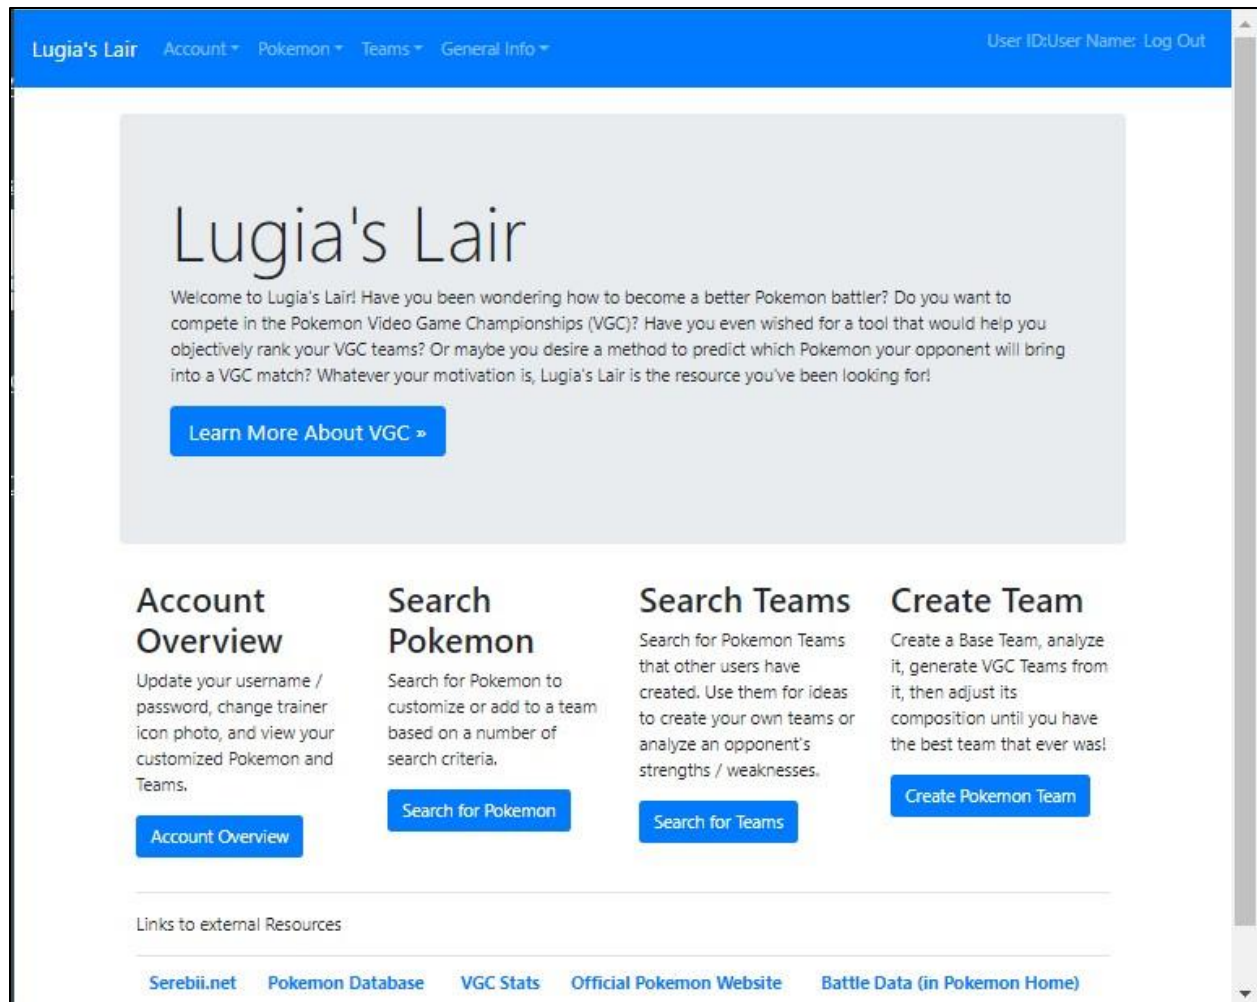 Lugia's Lair Account Pokemon Teams General Info User ID:User Name: Log Out
Lugia's Lair
Welcome to Lugia's Lair! Have you been wondering how to become a better Pokemon battler? Do you want to
compete in the Pokemon Video Game Championships (VGC)? Have you even wished for a tool that would help you
objectively rank your VGC teams? Or maybe you desire a method to predict which Pokemon your opponent will bring
into a VGC match? Whatever your motivation is, Lugia's Lair is the resource you've been looking for!
Learn More About VGC »
Account
Overview
Update your username /
password, change trainer
icon photo, and view your
customized Pokemon and
Teams.
Account Overview
Search
Pokemon
Search for Pokemon to
customize or add to a team
based on a number of
search criteria.
Search for Pokemon
Search Teams
Search for Pokemon Teams
that other users have
created. Use them for ideas
to create your own teams or
analyze an opponent's
strengths / weaknesses.
Search for Teams
Create Team
Create a Base Team, analyze
it, generate VGC Teams from
it, then adjust its
composition until you have
the best team that ever was!
Create Pokemon Team
Links to external Resources
Serebii.net Pokemon Database VGC Stats Official Pokemon Website Battle Data (in Pokemon Home)